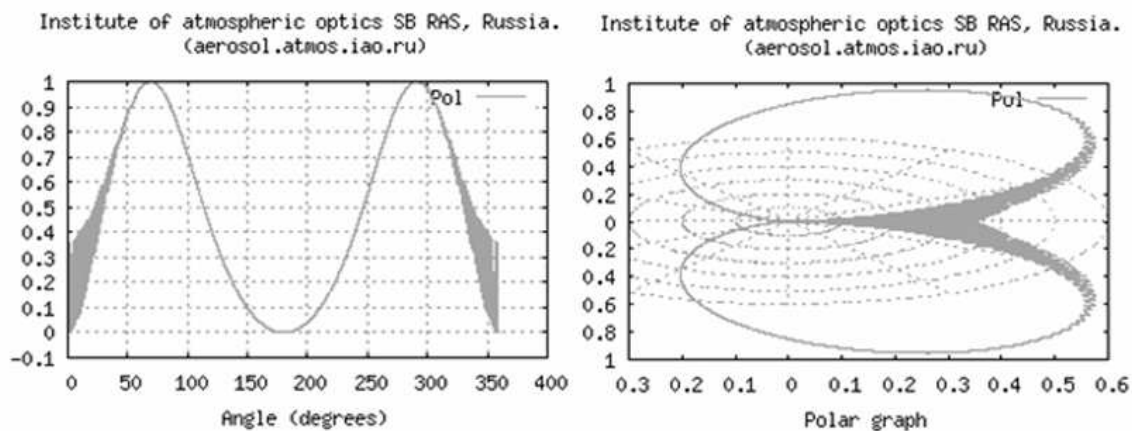 Institute of atmospheric optics SB RAS, Russia.
(aerosol.atmos.iao.ru)
1
0.9
0.8
0.7
0.6
0.5
0.4
0.3
0.2
0.1
0
-0.1
Pol
0 50 100 150 200 250 300 350 400
Angle (degrees)
Institute of atmospheric optics SB RAS, Russia.
(aerosol.atmos.iao.ru)
1
0.8
0.6
0.4
0.2
0
0.2
0.4
0.6
0.8
1
Pol
0.3 0.2 0.1 0 0.1 0.2 0.3 0.4 0.5 0.6
Polar graph